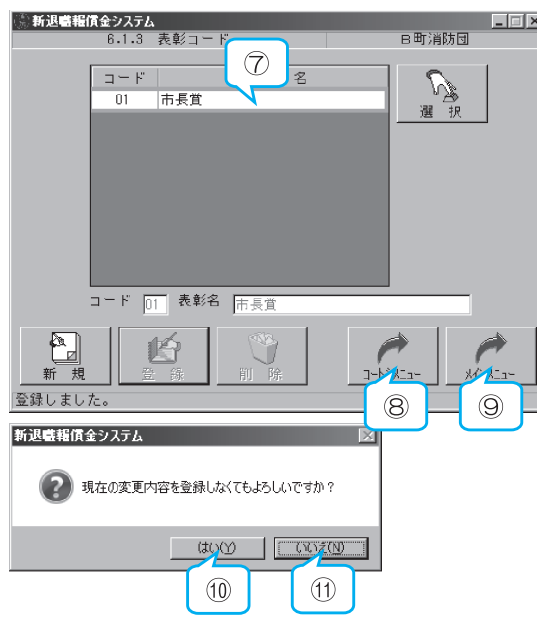 新退職報償金システム
6.1.3 表彰コード B町消防団
⑦
コード 名
01 市長賞
選 択
コード 01 表彰名 市長賞
新 規
登 録
削 除
コードメニュー
メインメニュー
登録しました。
⑧
⑨
新退職報償金システム
現在の変更内容を登録しなくてもよろしいですか?
はい(Y)
いいえ(N)
⑩
⑪